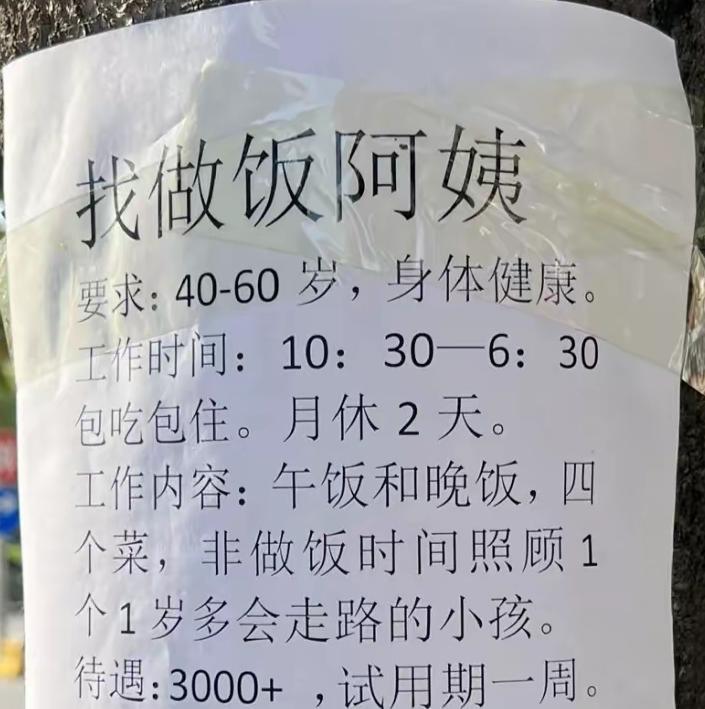 找做饭阿姨
要求：40-60 岁，身体健康。
工作时间：10：30—6：30
包吃包住。月休 2 天。
工作内容：午饭和晚饭，四
个菜，非做饭时间照顾 1
个 1 岁多会走路的小孩。
待遇:3000+ ，试用期一周。